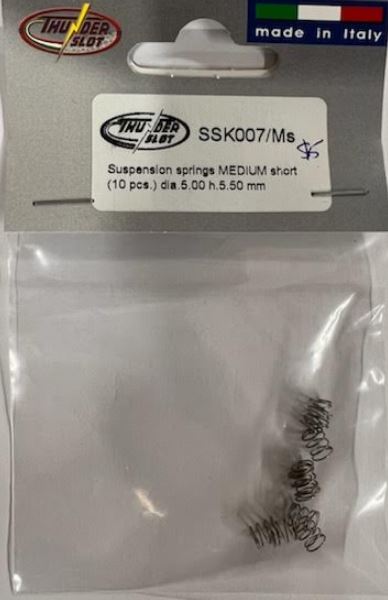 THUNDER
SLOT
made in Italy
THUNDER
SLOT
SSK007/Ms
Suspension springs MEDIUM short
(10 pcs.) dia.5.00 h.5.50 mm